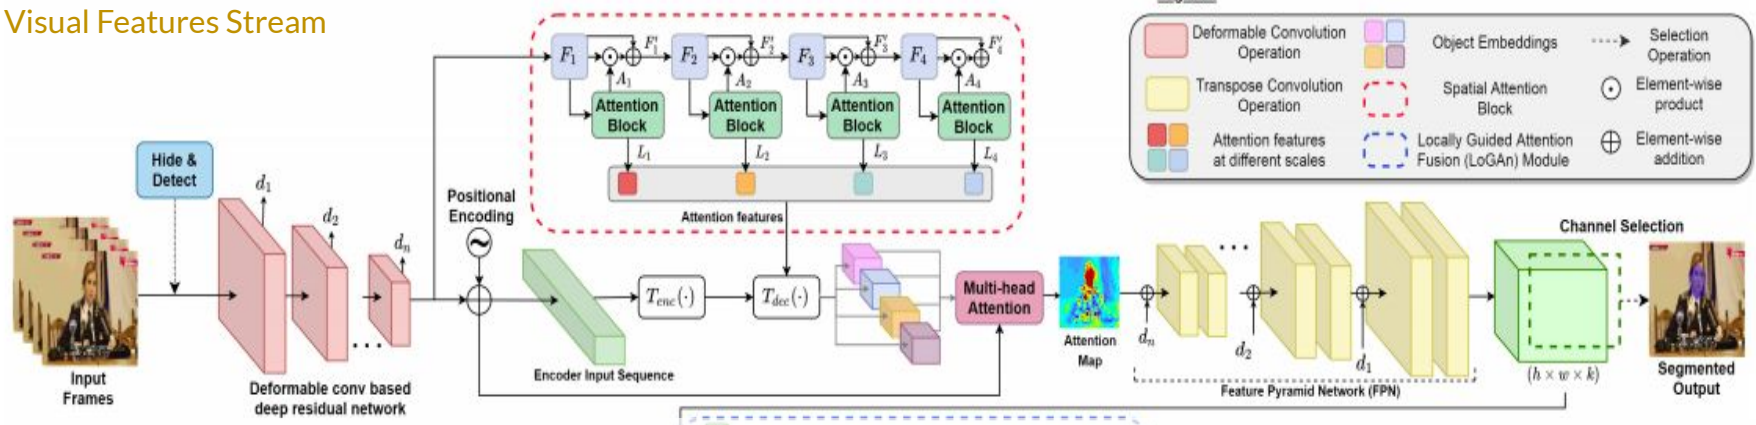 Visual Features Stream
Hide &
Detect
Input
Frames
d1
d2
dn
...
Deformable conv based
deep residual network
Positional
Encoding
~
F1
F'1
A1
Attention
Block
L1
F2
F'2
A2
Attention
Block
L2
F3
F'3
A3
Attention
Block
L3
F4
F'4
A4
Attention
Block
L4
Attention features
Encoder Input Sequence
Tenc(·)
Tdec(·)
Multi-head
Attention
Attention
Map
dn
d2
d1
...
Feature Pyramid Network (FPN)
Channel Selection
(h × w × k)
Segmented
Output
Deformable Convolution
Operation
Transpose Convolution
Operation
Attention features
at different scales
Object Embeddings
Spatial Attention
Block
Locally Guided Attention
Fusion (LoGAn) Module
Selection
Operation
Element-wise
product
Element-wise
addition